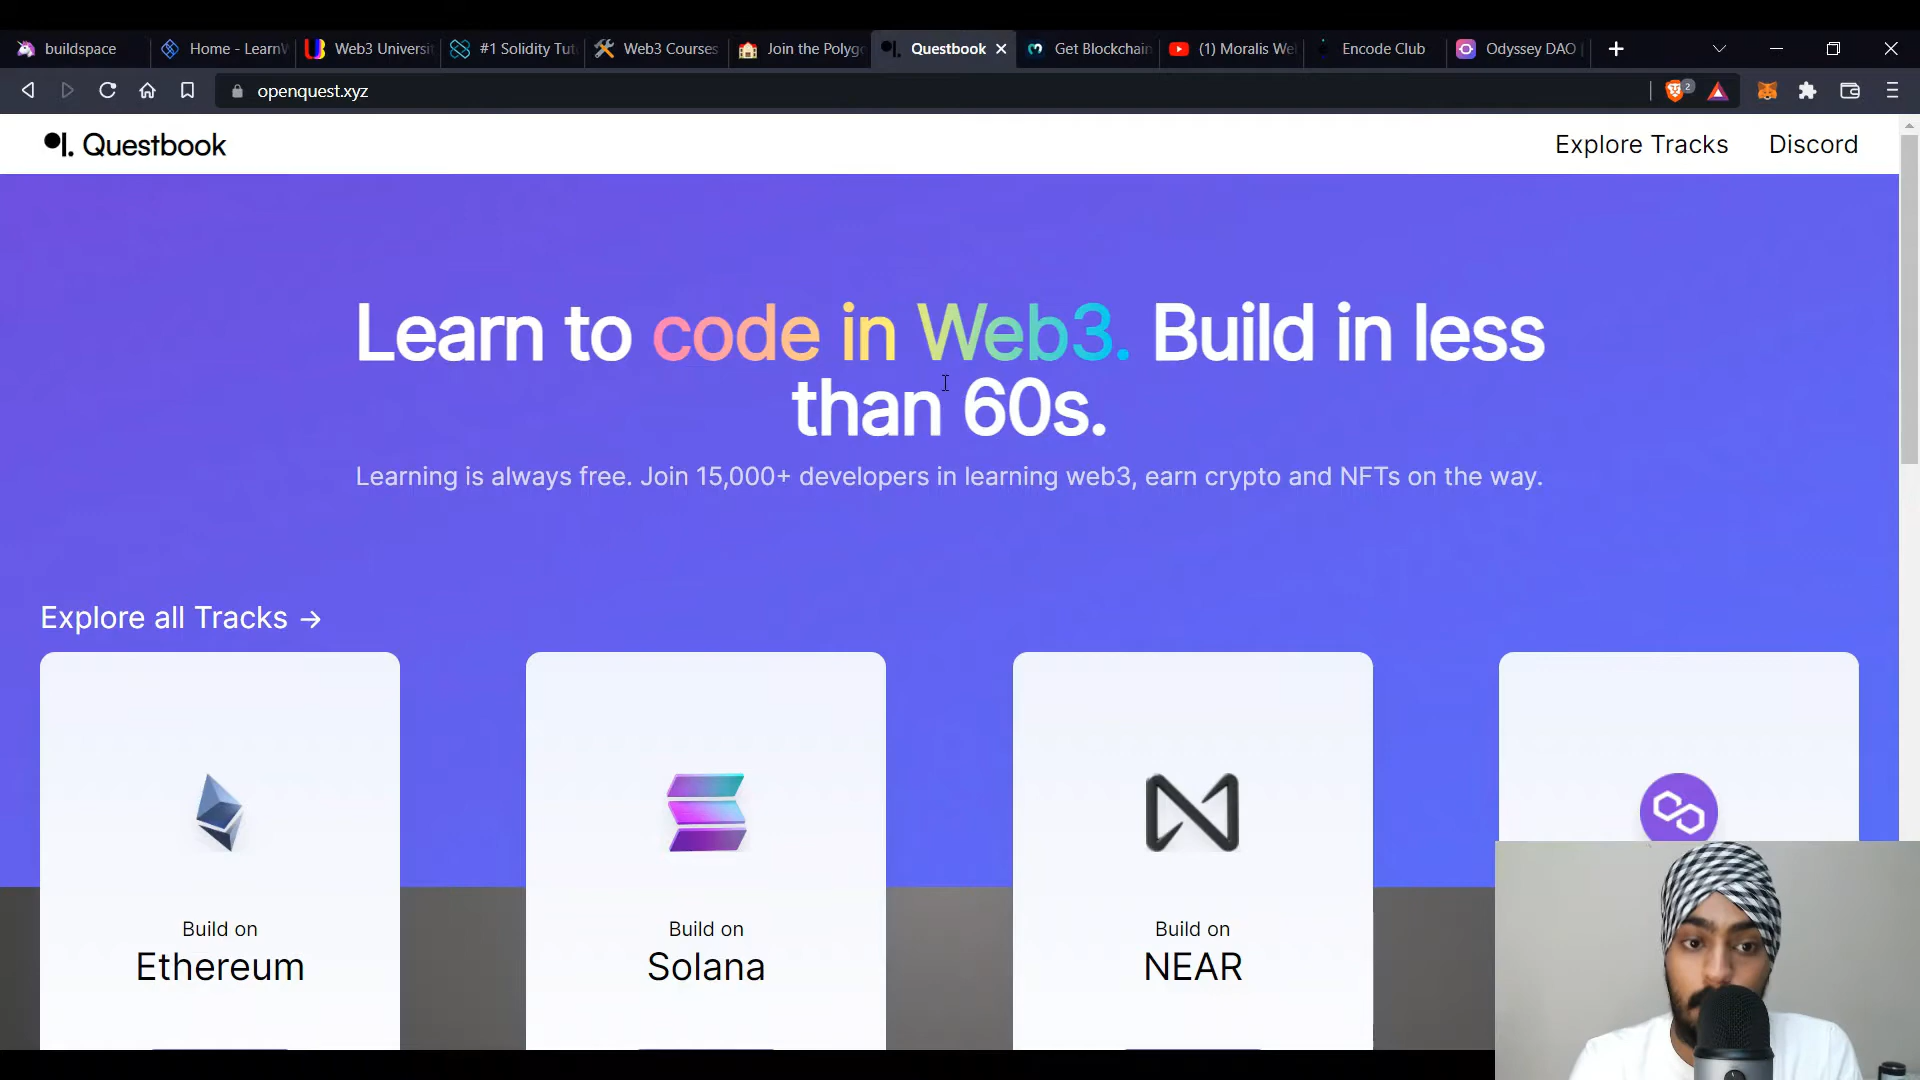 buildspace
Home - LearnW
Web3 Universi
#1 Solidity Tut
Web3 Courses
Join the Polyg
Questbook
Get Blockchain
(1) Moralis We
Encode Club
Odyssey DAO
openquest.xyz
2
Questbook
Explore Tracks
Discord
Learn to code in Web3. Build in less
than 60s.
Learning is always free. Join 15,000+ developers in learning web3, earn crypto and NFTs on the way.
Explore all Tracks →
Build on
Ethereum
Build on
Solana
Build on
NEAR